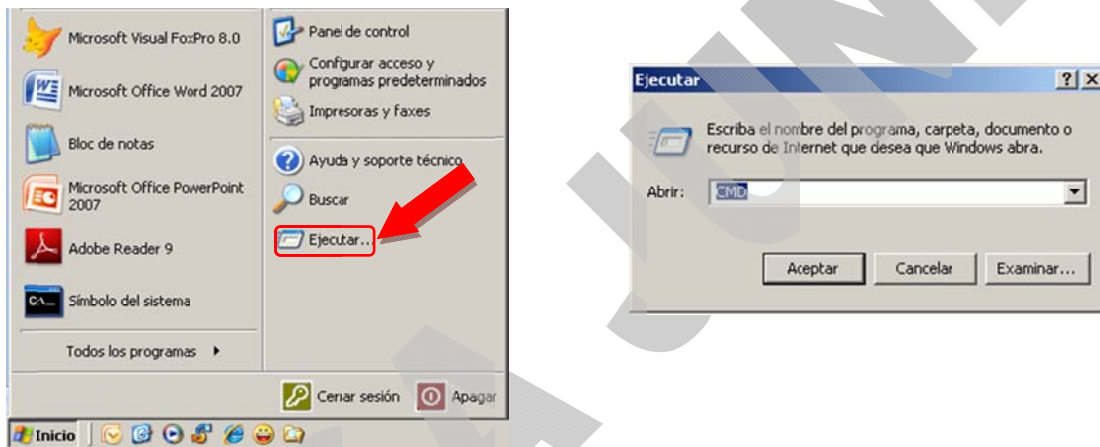 Microsoft Visual FoxPro 8.0
Microsoft Office Word 2007
Bloc de notas
Microsoft Office PowerPoint
2007
Adobe Reader 9
Símbolo del sistema
Todos los programas
Panel de control
Configurar acceso y
programas predeterminados
Impresoras y faxes
Ayuda y soporte técnico
Buscar
Ejecutar...
Cerrar sesión
Apagar
Inicio
Ejecutar
Escriba el nombre del programa, carpeta, documento o
recurso de Internet que desea que Windows abra.
Abrir:
CMD
Aceptar
Cancelar
Examinar...